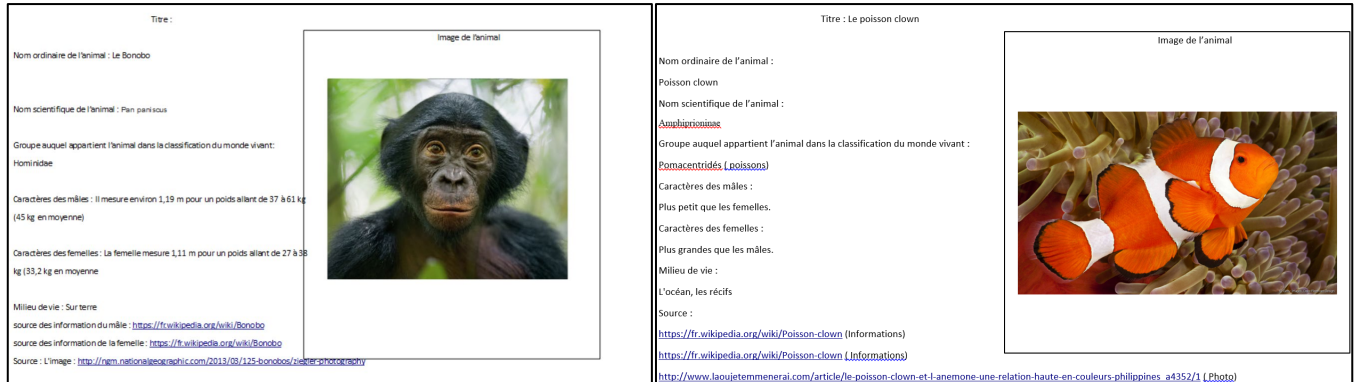 Titre :
Image de l'animal
Nom ordinaire de l'animal : Le Bonobo
Nom scientifique de l'animal : Pan paniscus
Groupe auquel appartient l'animal dans la classification du monde vivant:
Hominidae
Caractères des mâles : Il mesure environ 1,19 m pour un poids allant de 37 à 61 kg
(45 kg en moyenne)
Caractères des femelles : La femelle mesure 1,11 m pour un poids allant de 27 à 38
kg (33,2 kg en moyenne
Milieu de vie : Sur terre
source des information du mâle : https://fr.wikipedia.org/wiki/Bonobo
source des information de la femelle : https://fr.wikipedia.org/wiki/Bonobo
Source : L'image : http://ngm.nationalgeographic.com/2013/03/125-bonobos/ziegler-photography
Titre : Le poisson clown
Image de l'animal
Nom ordinaire de l'animal :
Poisson clown
Nom scientifique de l'animal :
Amphiprioninae
Groupe auquel appartient l'animal dans la classification du monde vivant :
Pomacentridés ( poissons)
Caractères des mâles :
Plus petit que les femelles.
Caractères des femelles :
Plus grandes que les mâles.
Milieu de vie :
L'océan, les récifs
Source :
https://fr.wikipedia.org/wiki/Poisson-clown (Informations)
https://fr.wikipedia.org/wiki/Poisson-clown ( Informations)
http://www.laoujetemmenerai.com/article/le-poisson-clown-et-l-anemone-une-relation-haute-en-couleurs-philippines_a4352/1 ( Photo)